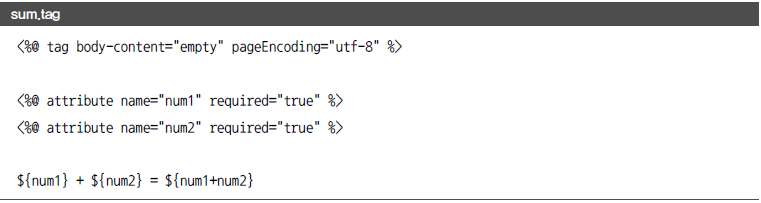 sum.tag
<%@ tag body-content="empty" pageEncoding="utf-8" %>
<%@ attribute name="num1" required="true" %>
<%@ attribute name="num2" required="true" %>
${num1} + ${num2} = ${num1+num2}